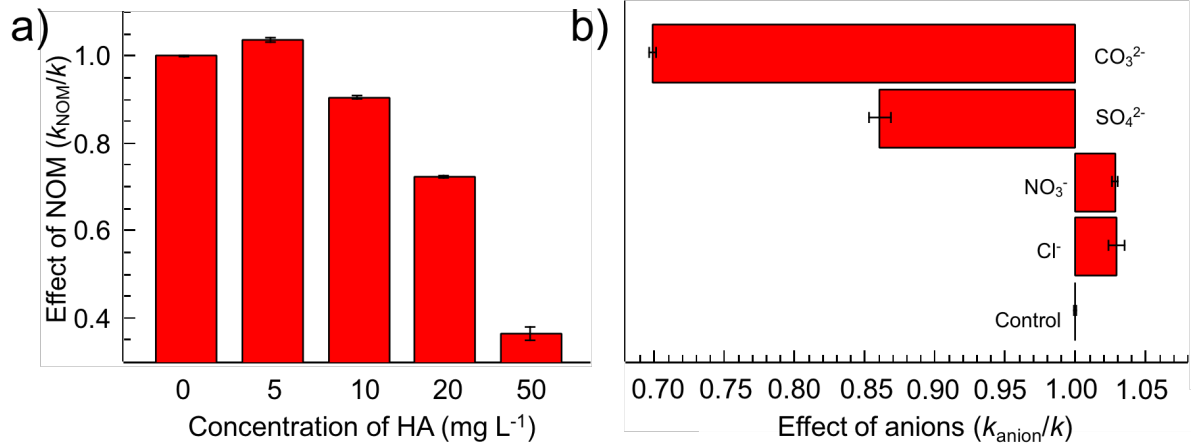 a)
Effect of NOM (k_NOM/k)
1.0
0.8
0.6
0.4
0 5 10 20 50
Concentration of HA (mg L⁻¹)
b)
CO₃²⁻
SO₄²⁻
NO₃⁻
Cl⁻
Control
0.70 0.75 0.80 0.85 0.90 0.95 1.00 1.05
Effect of anions (k_anion/k)